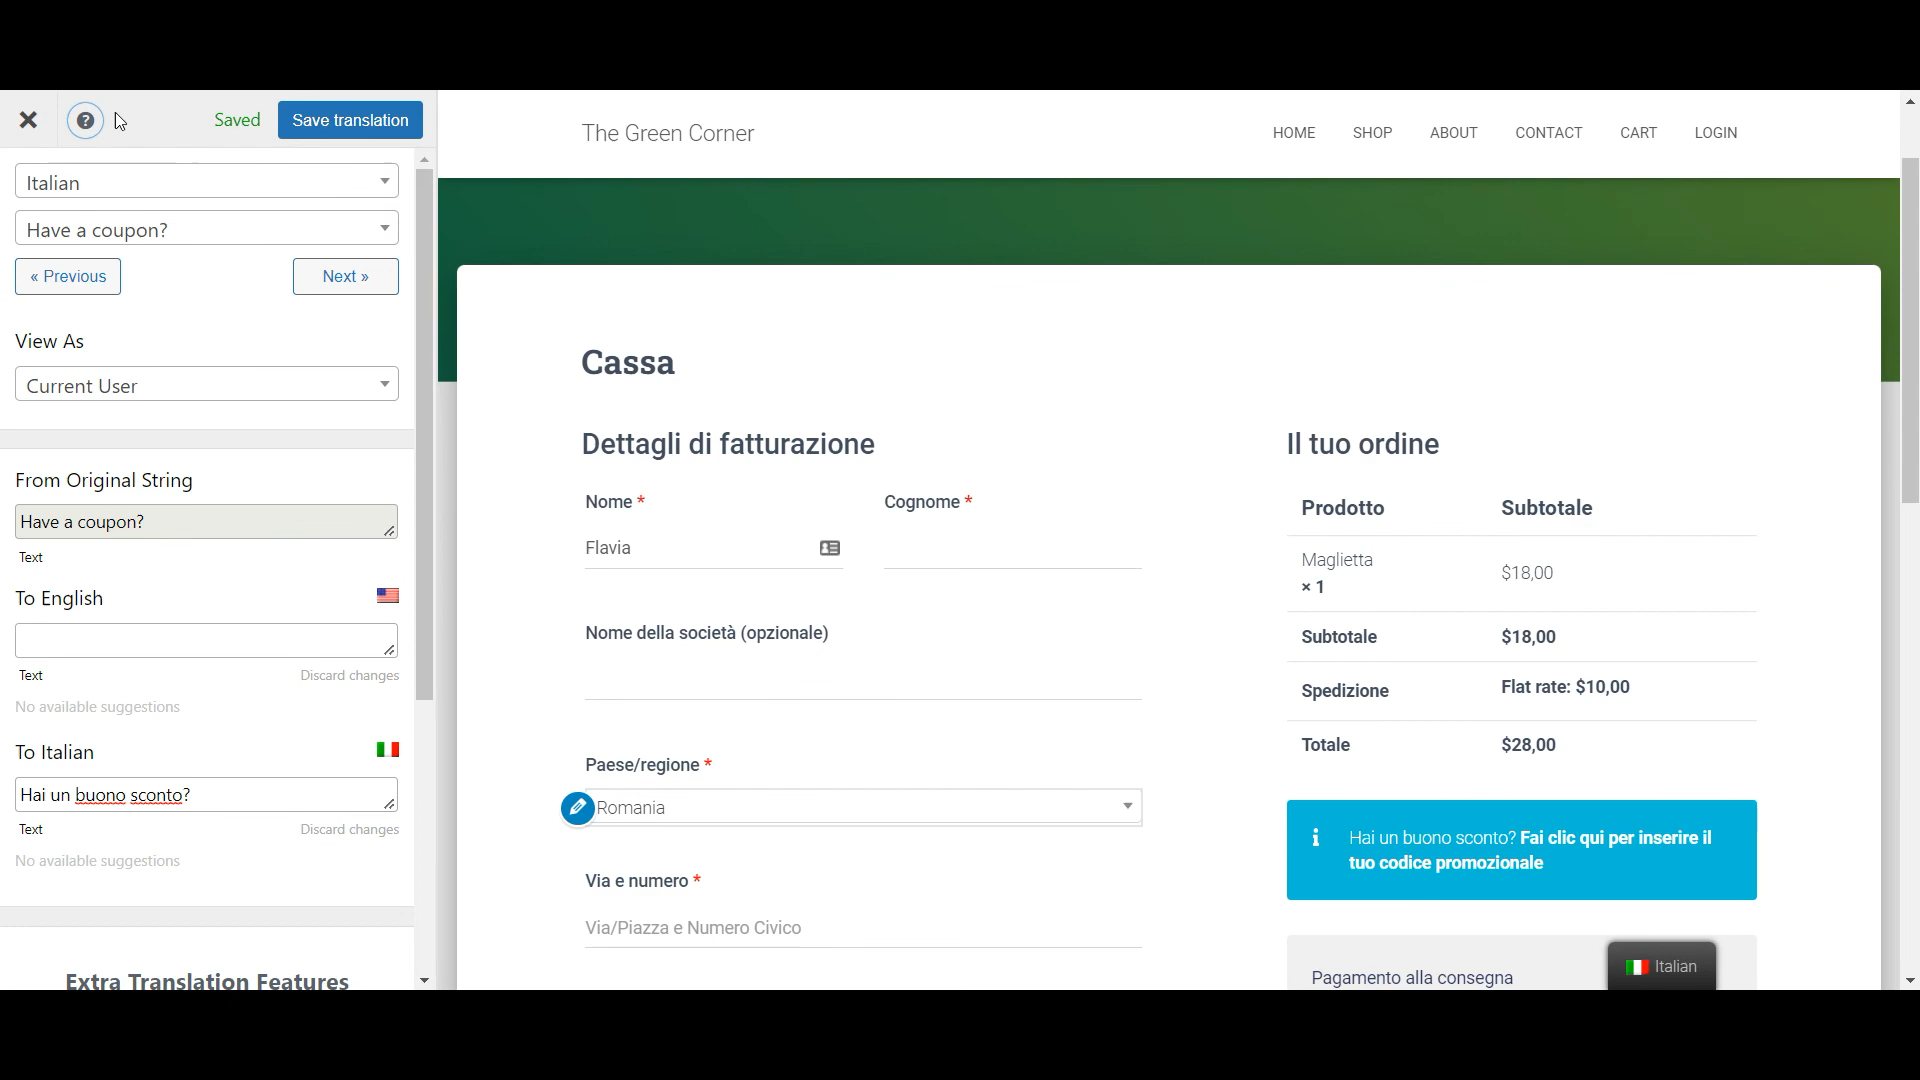 Saved
Save translation
Italian
Have a coupon?
« Previous
Next »
View As
Current User
From Original String
Have a coupon?
Text
To English
Text
Discard changes
No available suggestions
To Italian
Hai un buono sconto?
Text
Discard changes
No available suggestions
Extra Translation Features
The Green Corner
HOME
SHOP
ABOUT
CONTACT
CART
LOGIN
Cassa
Dettagli di fatturazione
Nome *
Cognome *
Flavia
Nome della società (opzionale)
Paese/regione *
Romania
Via e numero *
Via/Piazza e Numero Civico
Il tuo ordine
Prodotto
Subtotale
Maglietta
× 1
$18,00
Subtotale
$18,00
Spedizione
Flat rate: $10,00
Totale
$28,00
Hai un buono sconto? Fai clic qui per inserire il
tuo codice promozionale
Pagamento alla consegna
Italian